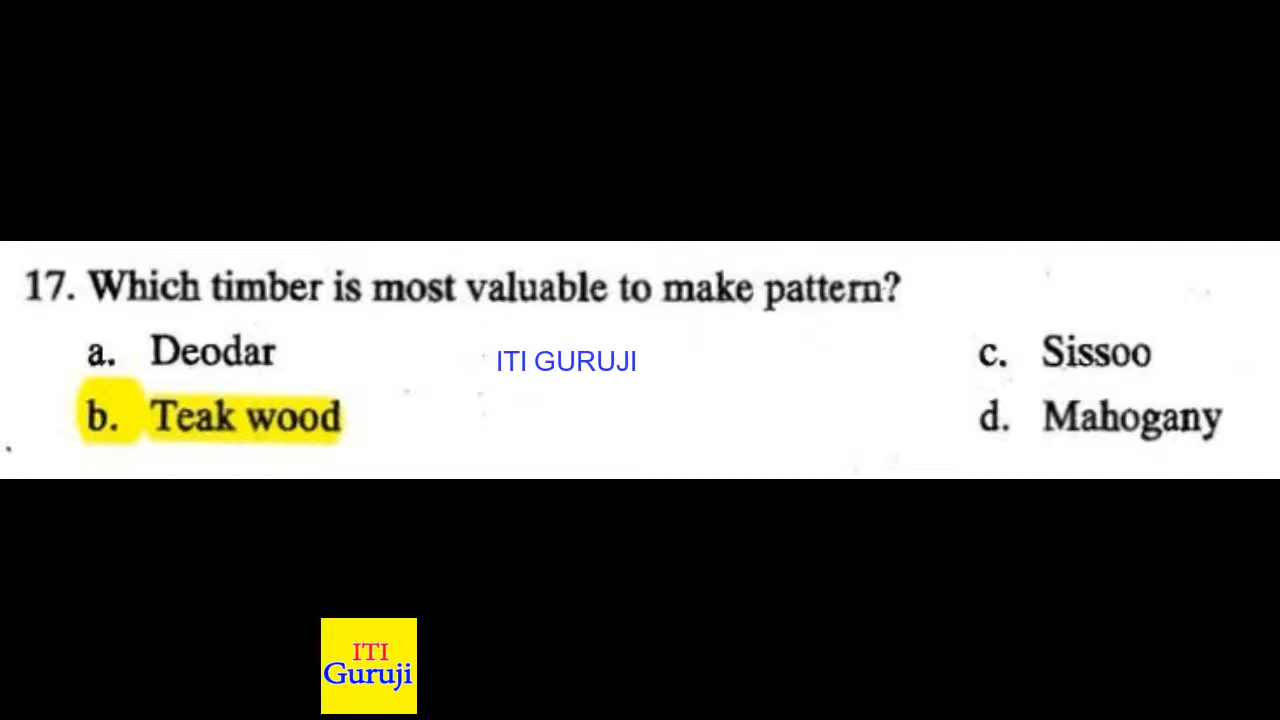 17. Which timber is most valuable to make pattern?
a. Deodar
ITI GURUJI
c. Sissoo
b. Teak wood
d. Mahogany
ITI
Guruji